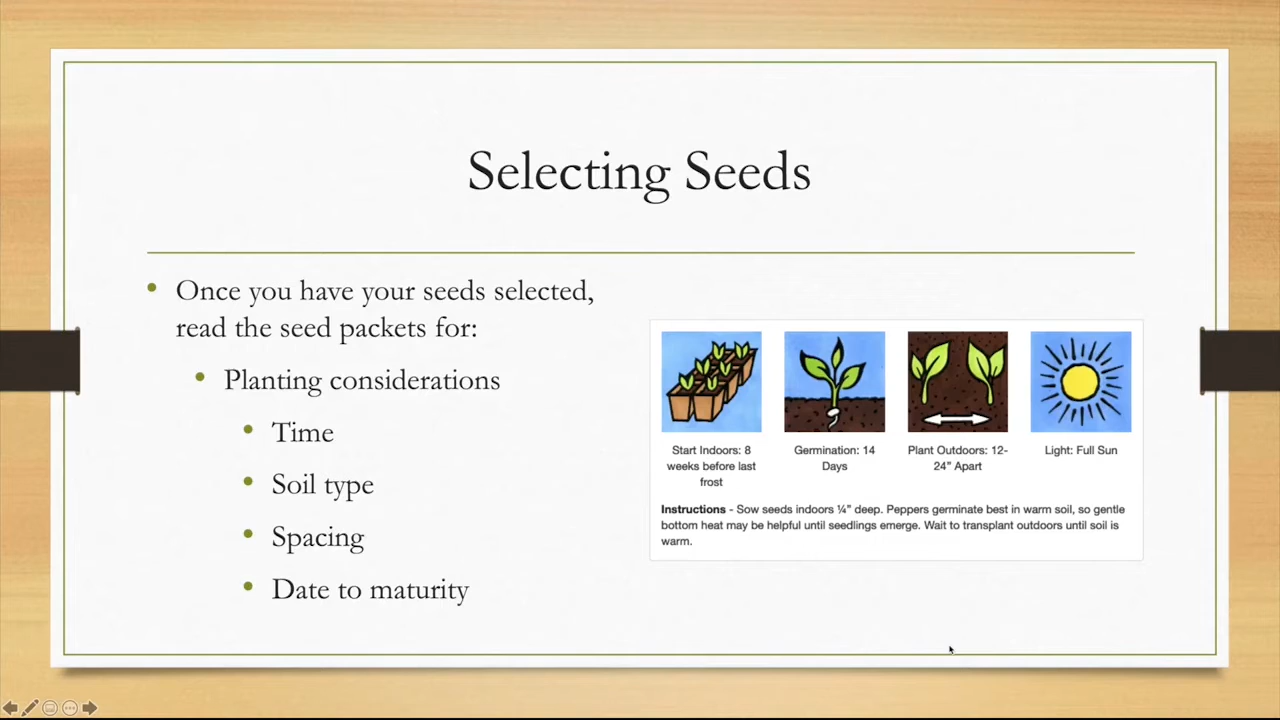 Selecting Seeds
Once you have your seeds selected,
read the seed packets for:
Planting considerations
Time
Soil type
Spacing
Date to maturity
Start Indoors: 8
weeks before last
frost
Germination: 14
Days
Plant Outdoors: 12-
24” Apart
Light: Full Sun
Instructions - Sow seeds indoors ¼” deep. Peppers germinate best in warm soil, so gentle
bottom heat may be helpful until seedlings emerge. Wait to transplant outdoors until soil is
warm.